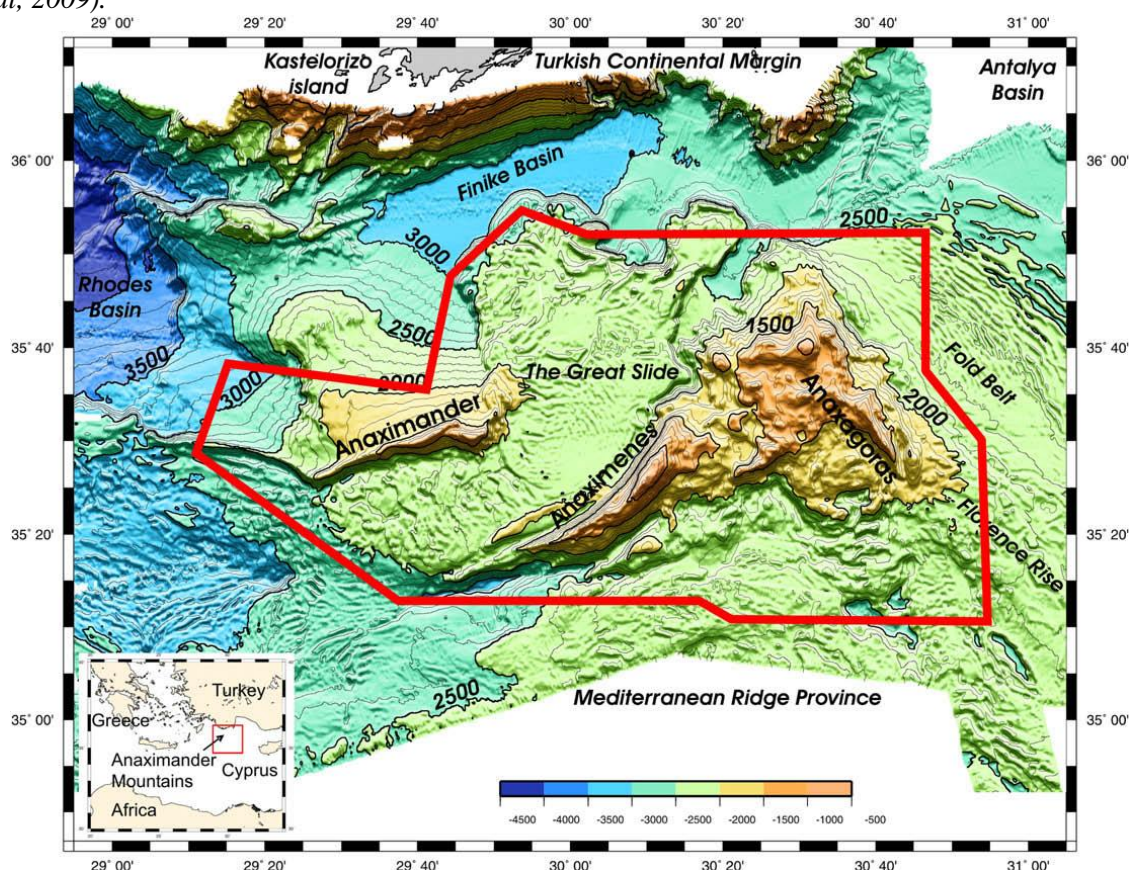 al, 2009).
29° 00' 29° 20' 29° 40' 30° 00' 30° 20' 30° 40' 31° 00'
Kastelorizo
island
Turkish Continental Margin
Antalya
Basin
36° 00' 36° 00'
Finike Basin
2500
3000
Rhodes
Basin
2500
1500
35° 40' 35° 40'
3500
3000
2000
The Great Slide
Fold Belt
Anaximander
Anaxagoras
2000
Anaximenes
35° 20' 35° 20'
Florence Rise
2500
Mediterranean Ridge Province
35° 00' 35° 00'
Turkey
Greece
Anaximander
Mountains
Cyprus
Africa
-4500 -4000 -3500 -3000 -2500 -2000 -1500 -1000 -500
29° 00' 29° 20' 29° 40' 30° 00' 30° 20' 30° 40' 31° 00'